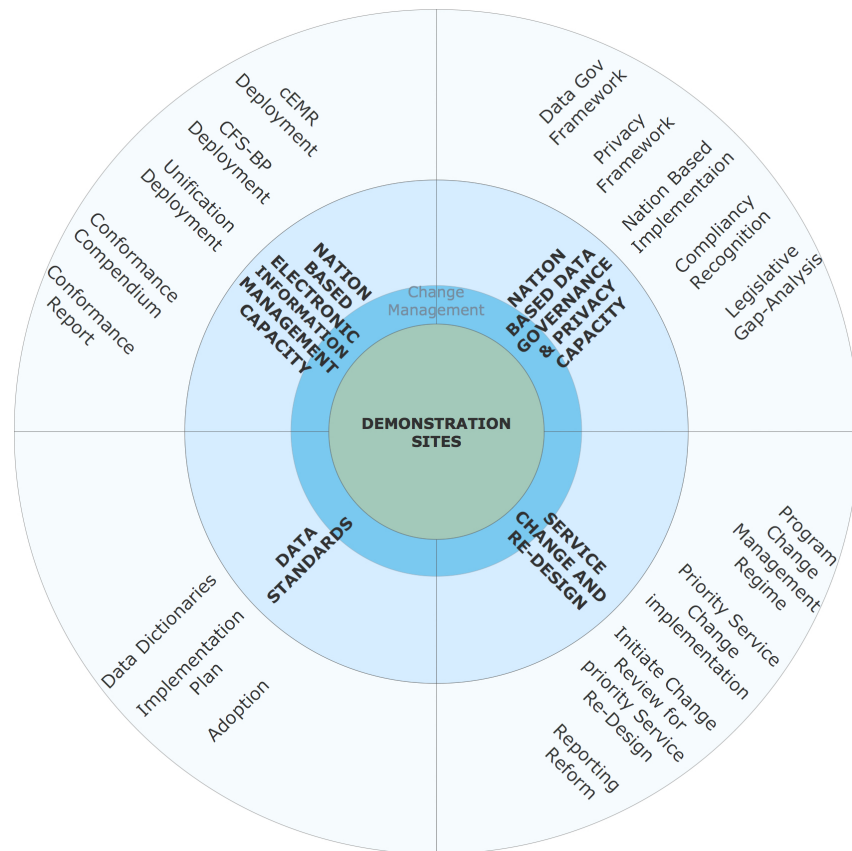 cEMR
Deployment
CFS-BP
Deployment
Unification
Deployment
Conformance
Compendium
Conformance
Report
Data Gov
Framework
Privacy
Framework
Nation Based
Implementaion
Compliancy
Recognition
Legislative
Gap-Analysis
NATION
BASED
ELECTRONIC
INFORMATION
MANAGEMENT
CAPACITY
NATION
BASED DATA
GOVERNANCE
& PRIVACY
CAPACITY
Change
Management
DEMONSTRATION
SITES
DATA
STANDARDS
SERVICE
CHANGE AND
RE-DESIGN
Data Dictionaries
Implementation
Plan
Adoption
Program
Change
Management
Regime
Priority Service
Change
implementation
Initiate Change
Review for
priority Service
Re-Design
Reporting
Reform